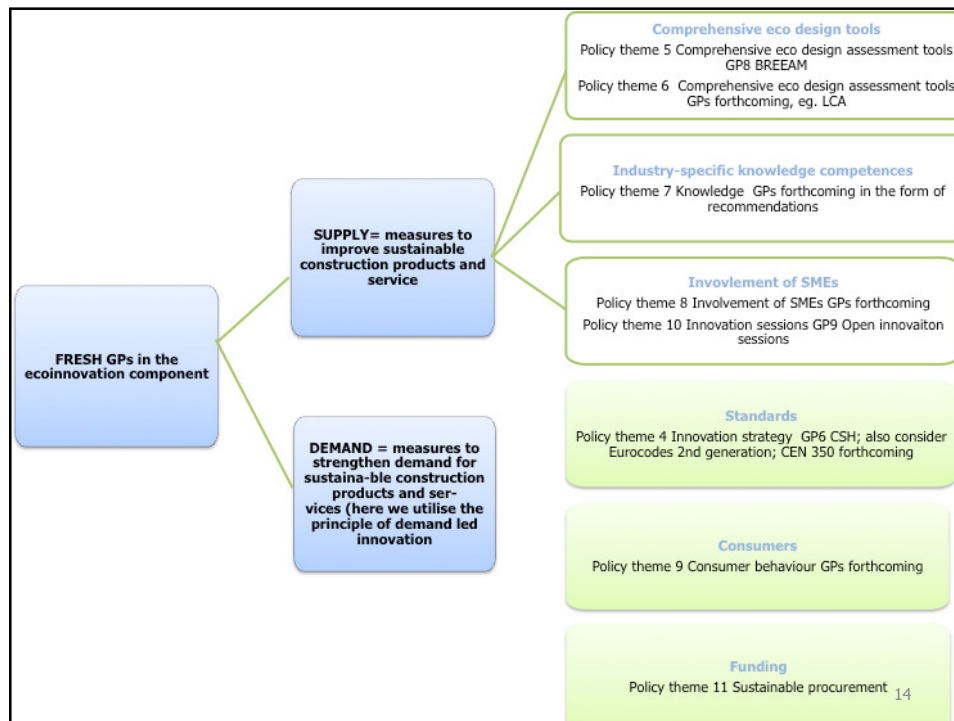 FRESH GPs in the
ecoinnovation component
SUPPLY= measures to
improve sustainable
construction products and
service
DEMAND = measures to
strengthen demand for
sustaina-ble construction
products and ser-
vices (here we utilise the
principle of demand led
innovation
Comprehensive eco design tools
Policy theme 5 Comprehensive eco design assessment tools
GP8 BREEAM
Policy theme 6 Comprehensive eco design assessment tools
GPs forthcoming, eg. LCA
Industry-specific knowledge competences
Policy theme 7 Knowledge GPs forthcoming in the form of
recommendations
Invovlement of SMEs
Policy theme 8 Involvement of SMEs GPs forthcoming
Policy theme 10 Innovation sessions GP9 Open innovaiton
sessions
Standards
Policy theme 4 Innovation strategy GP6 CSH; also consider
Eurocodes 2nd generation; CEN 350 forthcoming
Consumers
Policy theme 9 Consumer behaviour GPs forthcoming
Funding
Policy theme 11 Sustainable procurement
14